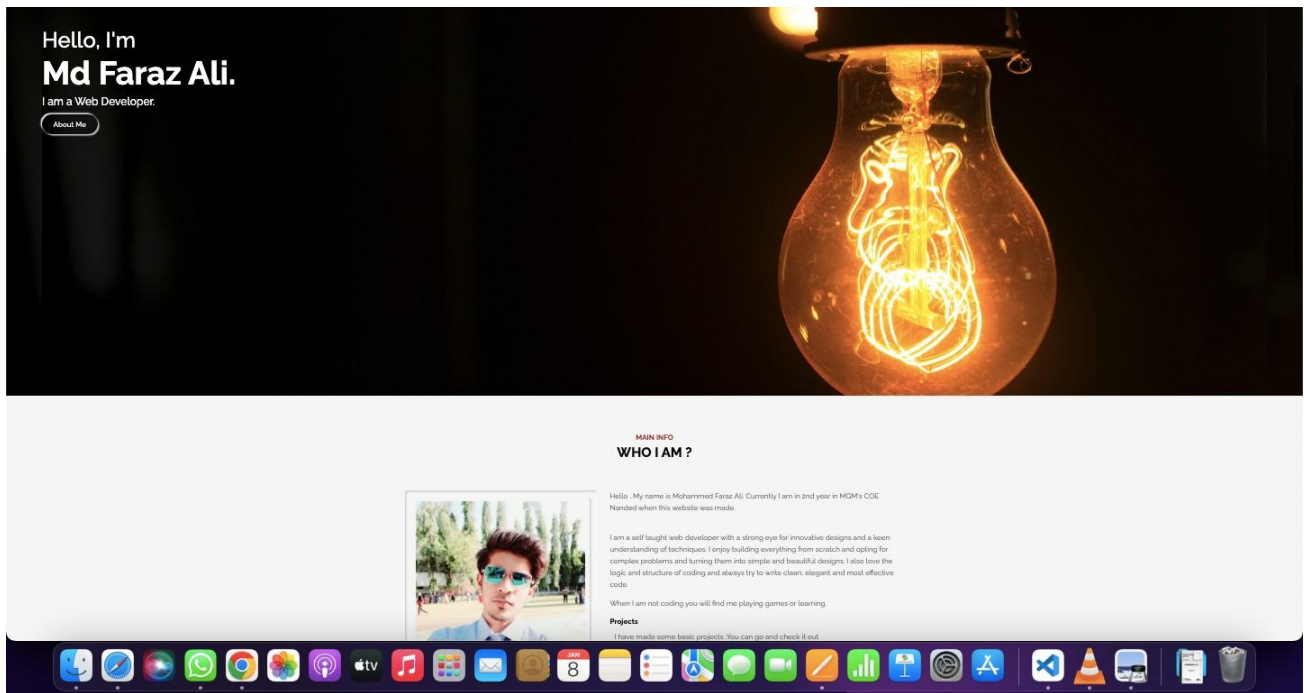 Hello, I'm
Md Faraz Ali.
I am a Web Developer.
About Me
MAIN INFO
WHO I AM ?
Hello , My name is Mohammed Faraz Ali. Currently I am in 2nd year in MGM's COE
Nanded when this website was made.
I am a self taught web developer with a strong eye for innovative designs and a keen
understanding of techniques. I enjoy building everything from scratch and opting for
complex problems and turning them into simple and beautiful designs. I also love the
logic and structure of coding and always try to write clean, elegant and most effective
code.
When I am not coding you will find me playing games or learning.
Projects
I have made some basic projects ,You can go and check it out
tv
JAN
8